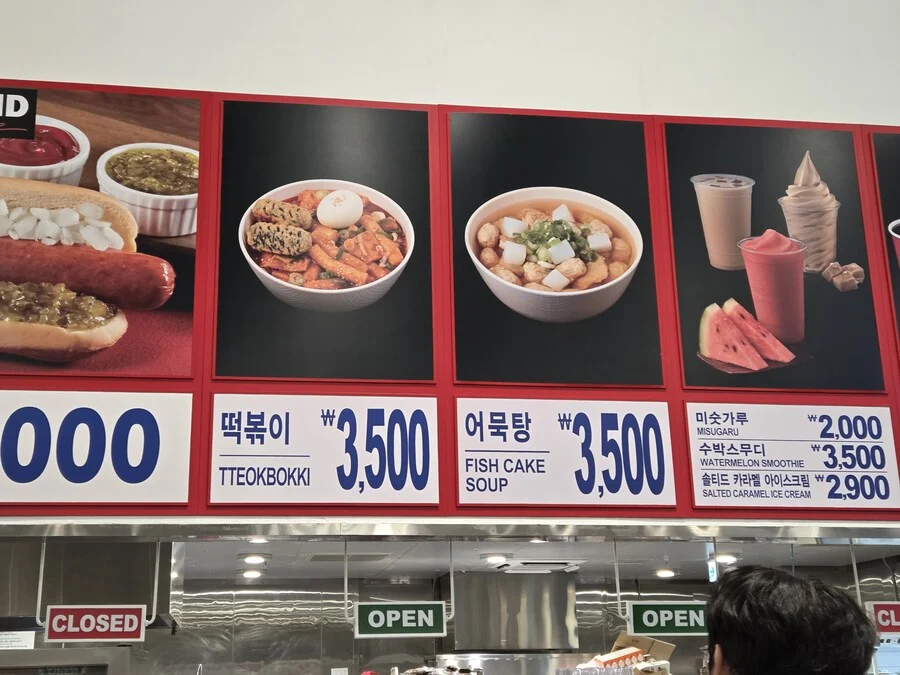 ND
000
떡볶이
TTEOKBOKKI
₩3,500
어묵탕
FISH CAKE
SOUP
₩3,500
미숫가루
MISUGARU
₩2,000
수박스무디
WATERMELON SMOOTHIE
₩3,500
솔티드 카라멜 아이스크림
SALTED CARAMEL ICE CREAM
₩2,900
CLOSED
OPEN
OPEN
CL